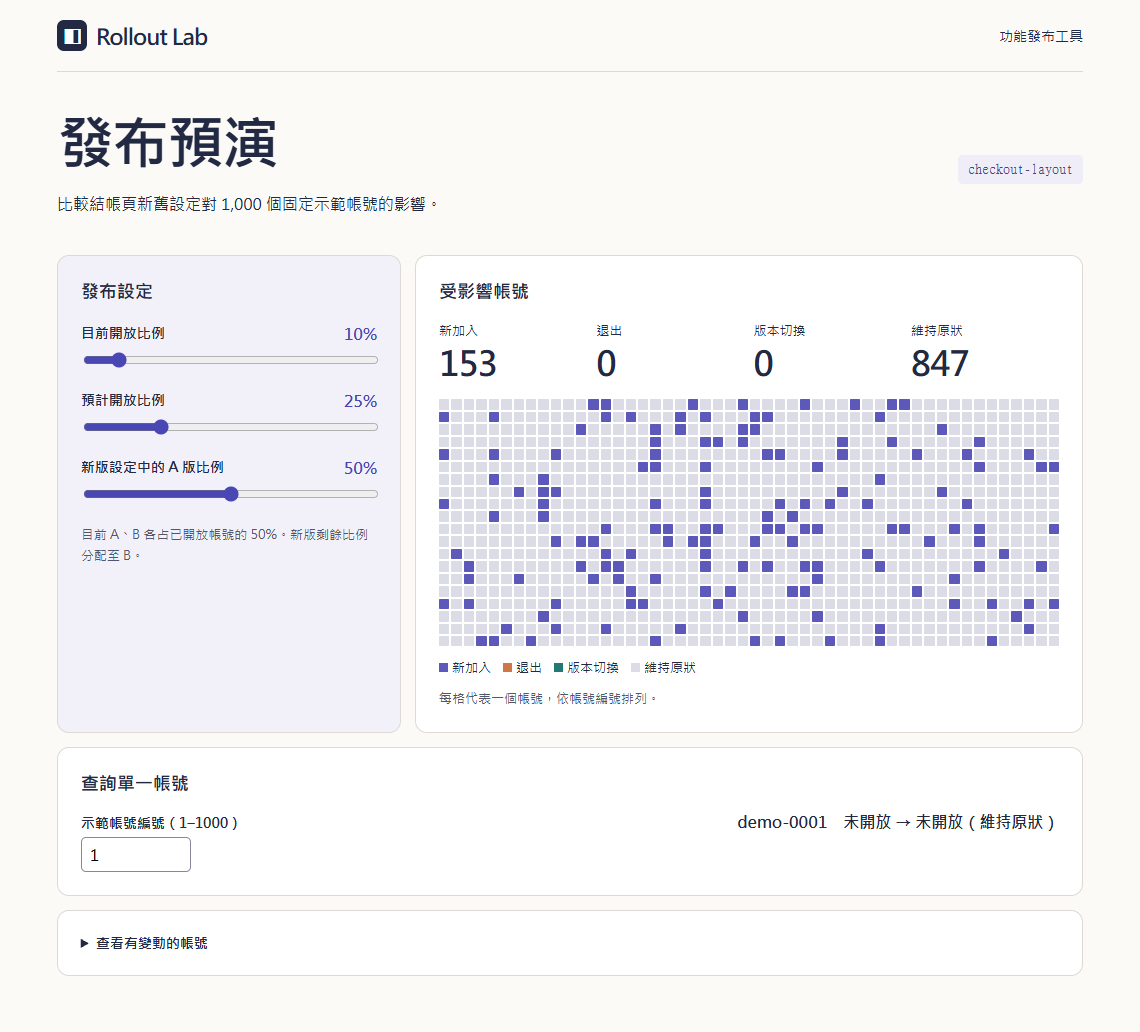 Rollout Lab
功能發布工具
發布預演
checkout-layout
比較結帳頁新舊設定對 1,000 個固定示範帳號的影響。
發布設定
目前開放比例
10%
預計開放比例
25%
新版設定中的 A 版比例
50%
目前 A、B 各占已開放帳號的 50%。新版剩餘比例
分配至 B。
受影響帳號
新加入
退出
版本切換
維持原狀
153
0
0
847
新加入 退出 版本切換 維持原狀
每格代表一個帳號，依帳號編號排列。
查詢單一帳號
示範帳號編號（1–1000）
1
demo-0001 未開放 → 未開放（維持原狀）
▶ 查看有變動的帳號